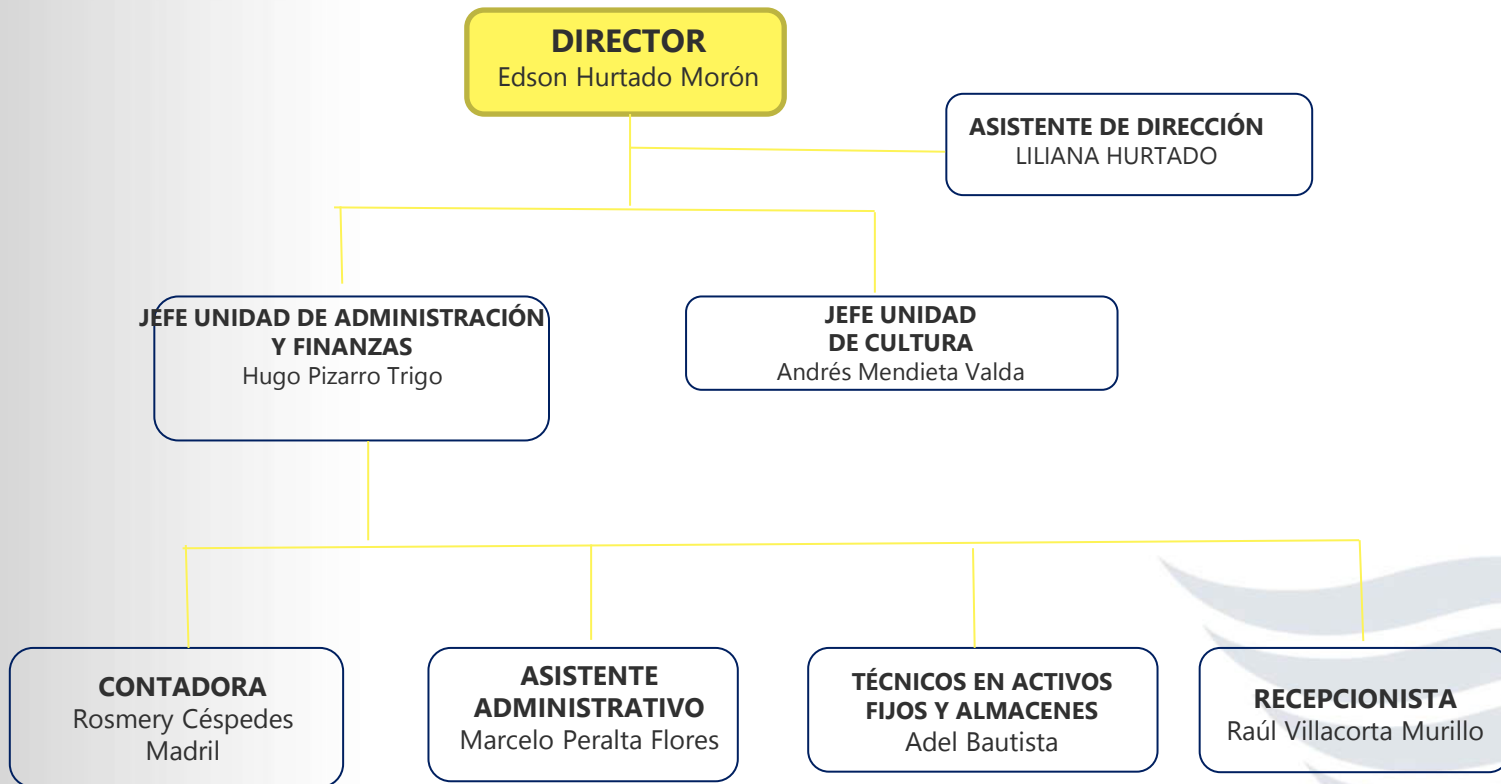 DIRECTOR
Edson Hurtado Morón
ASISTENTE DE DIRECCIÓN
LILIANA HURTADO
JEFE UNIDAD DE ADMINISTRACIÓN
Y FINANZAS
Hugo Pizarro Trigo
JEFE UNIDAD
DE CULTURA
Andrés Mendieta Valda
CONTADORA
Rosmery Céspedes
Madril
ASISTENTE
ADMINISTRATIVO
Marcelo Peralta Flores
TÉCNICOS EN ACTIVOS
FIJOS Y ALMACENES
Adel Bautista
RECEPCIONISTA
Raúl Villacorta Murillo